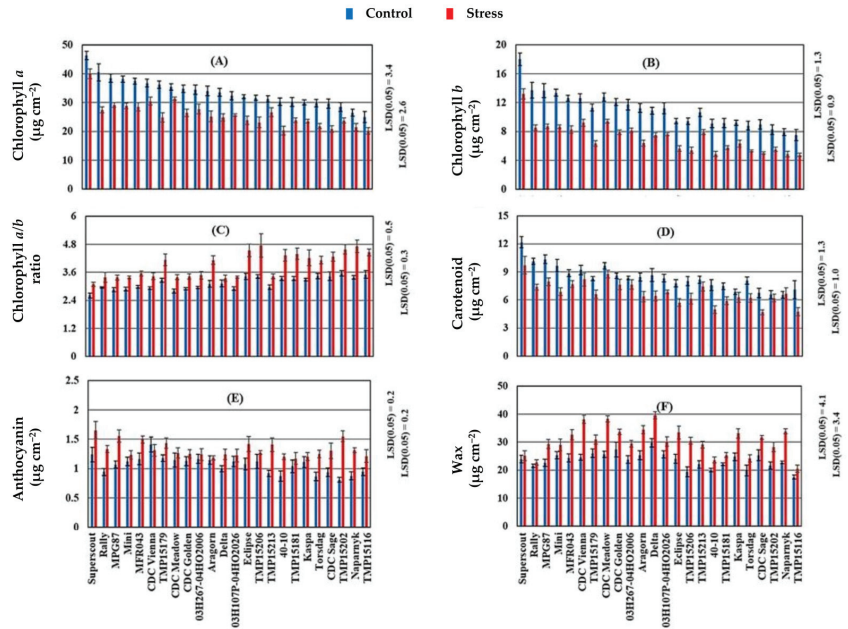 Control Stress
(A)
Chlorophyll a
(µg cm−2)
50
40
30
20
10
0
LSD(0.05) = 3.4
LSD(0.05) = 2.6
(B)
Chlorophyll b
(µg cm−2)
20
16
12
8
4
0
LSD(0.05) = 1.3
LSD(0.05) = 0.9
(C)
Chlorophyll a/b
ratio
6
4.8
3.6
2.4
1.2
0
LSD(0.05) = 0.5
LSD(0.05) = 0.3
(D)
Carotenoid
(µg cm−2)
15
12
9
6
3
0
LSD(0.05) = 1.3
LSD(0.05) = 1.0
(E)
Anthocyanin
(µg cm−2)
2.5
2
1.5
1
0.5
0
LSD(0.05) = 0.2
LSD(0.05) = 0.2
Superscout
Rally
MPG87
Mini
MFR043
CDC Vienna
TMP15179
CDC Meadow
CDC Golden
03H267-04HO2006
Aragorn
Delta
03H107P-04HO2026
Eclipse
TMP15206
TMP15213
40-10
TMP15181
Kaspa
Torsdag
CDC Sage
TMP15202
Naparnyk
TMP15116
(F)
Wax
(µg cm−2)
50
40
30
20
10
0
LSD(0.05) = 4.1
LSD(0.05) = 3.4
Superscout
Rally
MPG87
Mini
MFR043
CDC Vienna
TMP15179
CDC Meadow
CDC Golden
03H267-04HO2006
Aragorn
Delta
03H107P-04HO2026
Eclipse
TMP15206
TMP15213
40-10
TMP15181
Kaspa
Torsdag
CDC Sage
TMP15202
Naparnyk
TMP15116